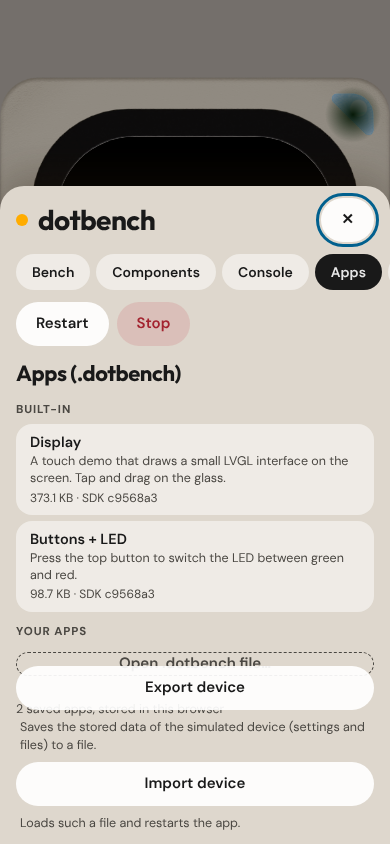 dotbench
×
Bench Components Console Apps
Restart Stop
Apps (.dotbench)
BUILT-IN
Display
A touch demo that draws a small LVGL interface on the
screen. Tap and drag on the glass.
373.1 KB · SDK c9568a3
Buttons + LED
Press the top button to switch the LED between green
and red.
98.7 KB · SDK c9568a3
YOUR APPS
Open .dotbench file
Export device
2 saved apps, stored in this browser
Saves the stored data of the simulated device (settings and
files) to a file.
Import device
Loads such a file and restarts the app.